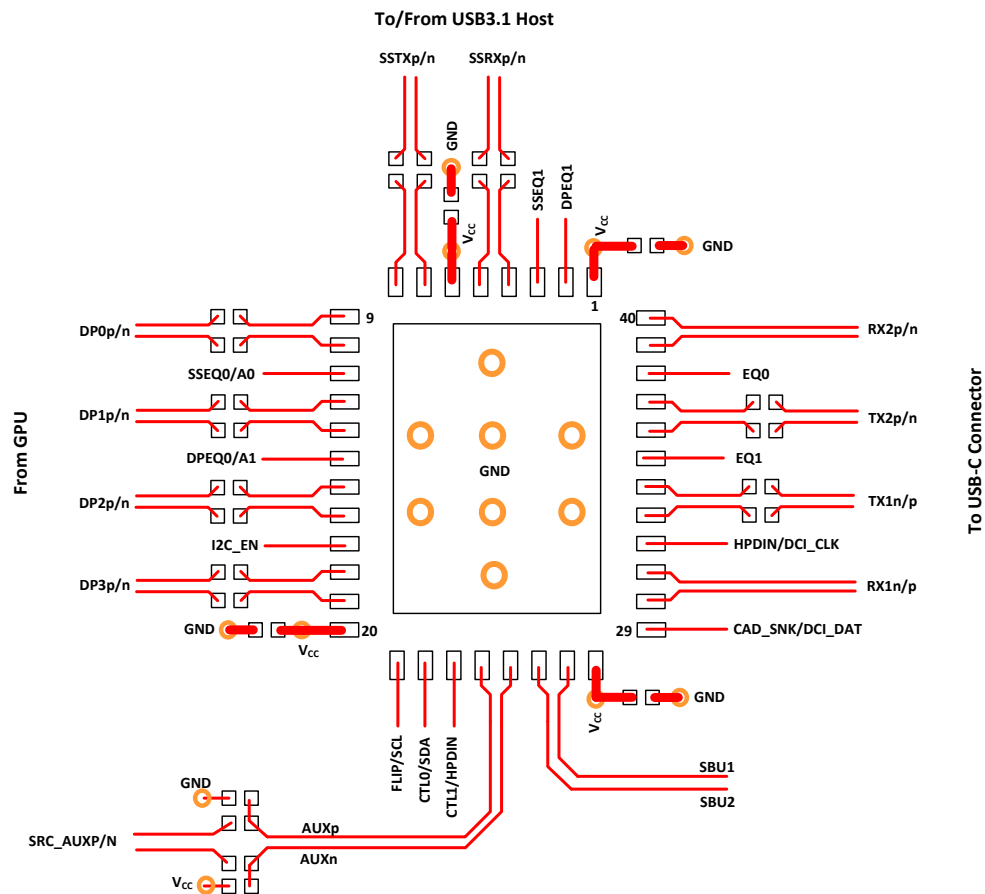 To/From USB3.1 Host
SSTXp/n
SSRXp/n
GND
SSEQ1
DPEQ1
VCC
VCC
GND
1
9
40
DP0p/n
RX2p/n
SSEQ0/A0
EQ0
DP1p/n
TX2p/n
From GPU
DPEQ0/A1
GND
EQ1
To USB-C Connector
DP2p/n
TX1n/p
I2C_EN
HPDIN/DCI_CLK
DP3p/n
RX1n/p
GND
20
29
CAD_SNK/DCI_DAT
VCC
GND
VCC
FLIP/SCL
CTL0/SDA
CTL1/HPDIN
SBU1
SBU2
GND
AUXp
SRC_AUXP/N
AUXn
VCC